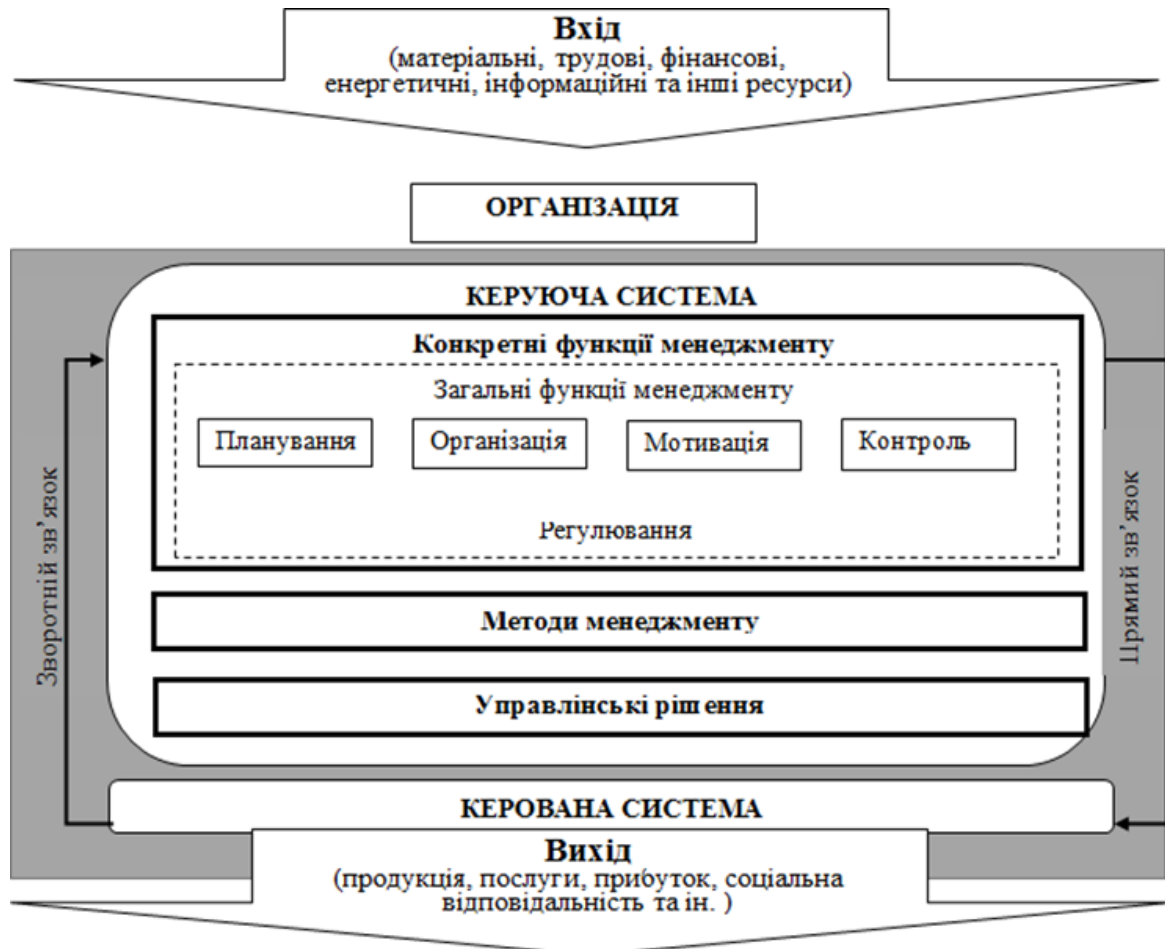 Вхід
(матеріальні, трудові, фінансові,
енергетичні, інформаційні та інші ресурси)
ОРГАНІЗАЦІЯ
КЕРУЮЧА СИСТЕМА
Конкретні функції менеджменту
Загальні функції менеджменту
Планування
Організація
Мотивація
Контроль
Регулювання
Зворотній зв’язок
Прямий зв’язок
Методи менеджменту
Управлінські рішення
КЕРОВАНА СИСТЕМА
Вихід
(продукція, послуги, прибуток, соціальна
відповідальність та ін. )